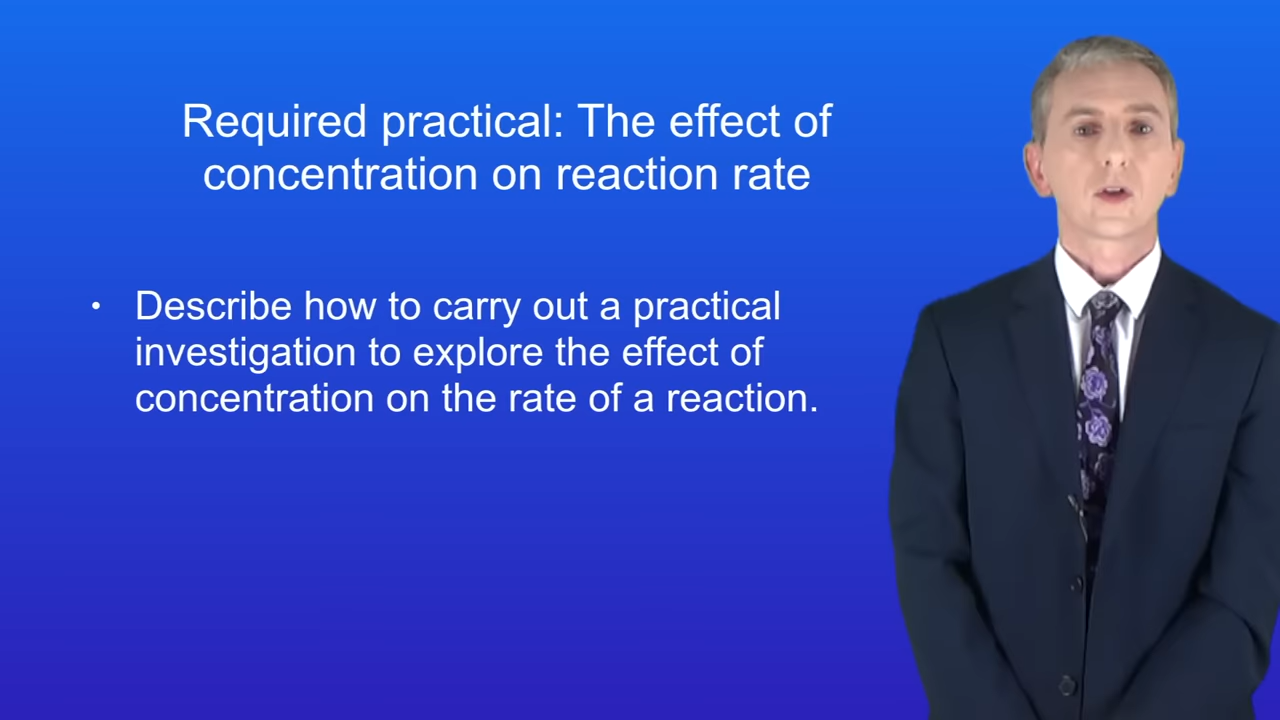 Required practical: The effect of
concentration on reaction rate
• Describe how to carry out a practical
investigation to explore the effect of
concentration on the rate of a reaction.